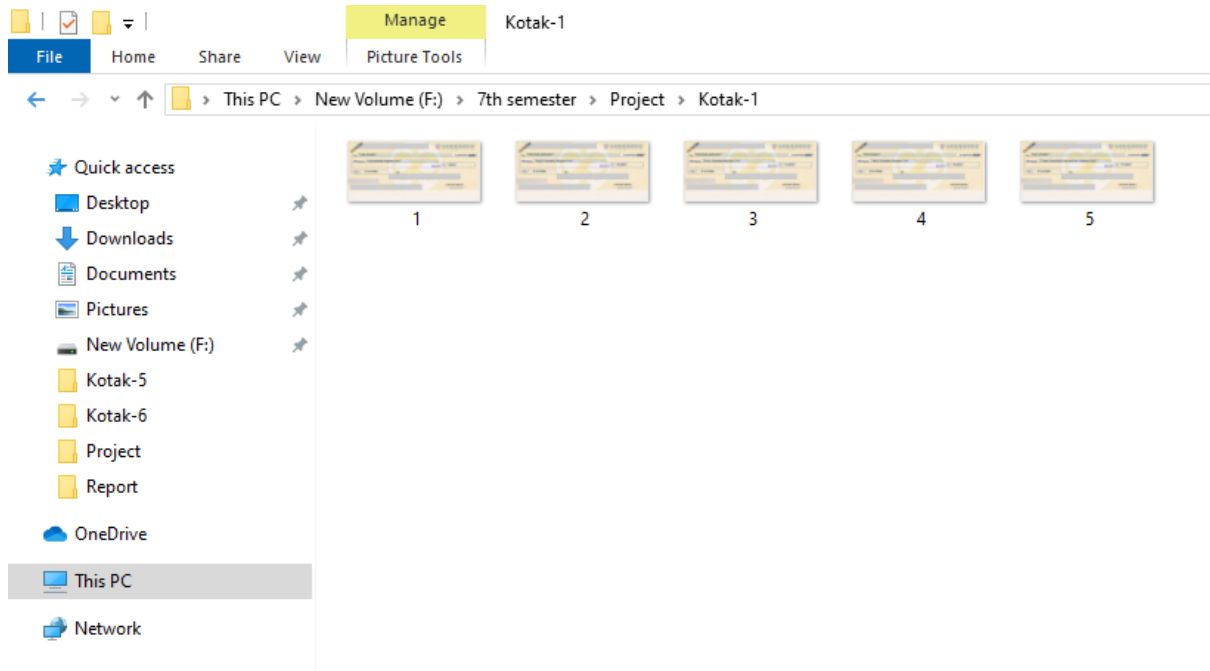 Manage
Kotak-1
File
Home
Share
View
Picture Tools
This PC > New Volume (F:) > 7th semester > Project > Kotak-1
Quick access
Desktop
Downloads
Documents
Pictures
New Volume (F:)
Kotak-5
Kotak-6
Project
Report
OneDrive
This PC
Network
1
2
3
4
5